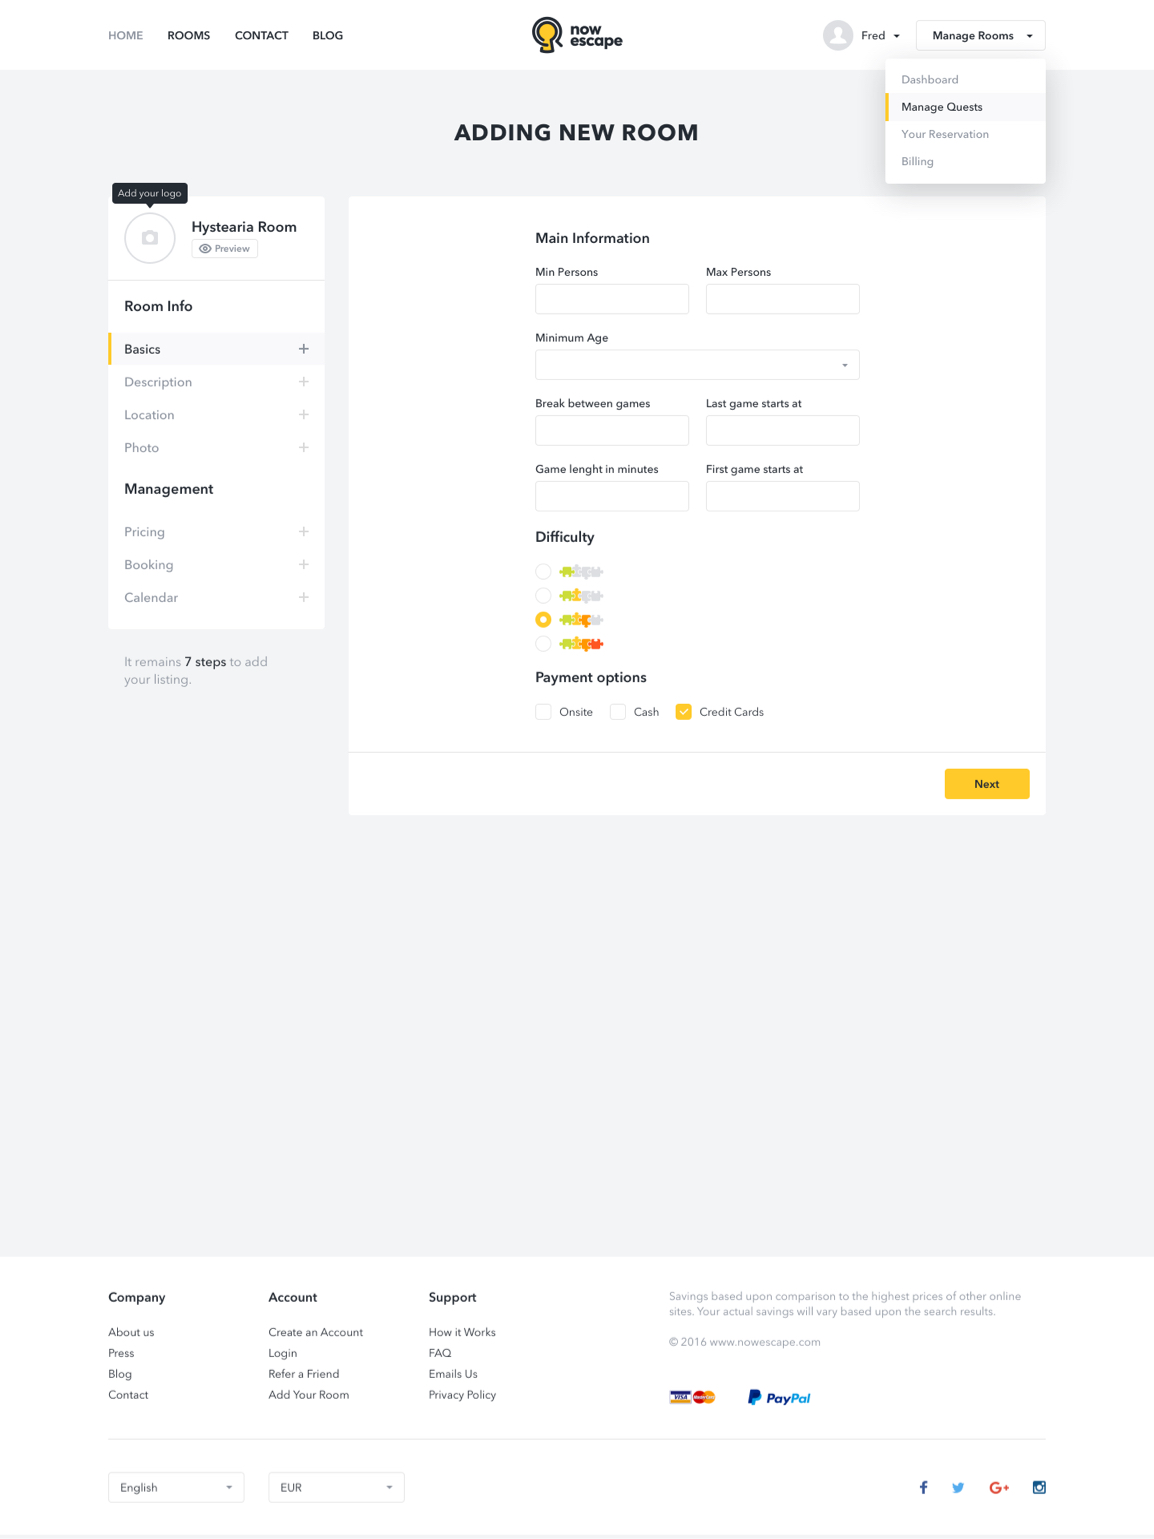 HOME ROOMS CONTACT BLOG
now
escape
Fred
Manage Rooms
Dashboard
Manage Quests
Your Reservation
Billing
ADDING NEW ROOM
Add your logo
Hystearia Room
Preview
Room Info
Basics
Description
Location
Photo
Management
Pricing
Booking
Calendar
It remains 7 steps to add
your listing.
Main Information
Min Persons Max Persons
Minimum Age
Break between games Last game starts at
Game lenght in minutes First game starts at
Difficulty
Payment options
Onsite Cash Credit Cards
Next
Company
About us
Press
Blog
Contact
Account
Create an Account
Login
Refer a Friend
Add Your Room
Support
How it Works
FAQ
Emails Us
Privacy Policy
Savings based upon comparison to the highest prices of other online
sites. Your actual savings will vary based upon the search results.
© 2016 www.nowescape.com
VISA MasterCard PayPal
English EUR